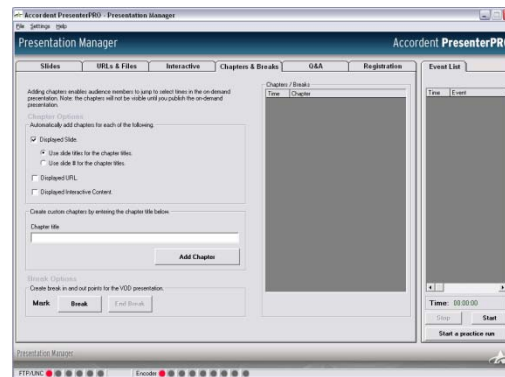 Accordent PresenterPRO - Presentation Manager
File Settings Help
Presentation Manager
Accordent PresenterPRO
Slides
URLs & Files
Interactive
Chapters & Breaks
Q&A
Registration
Event List
Adding chapters enables audience members to jump to select times in the on-demand
presentation. Note: the chapters will not be visible until you publish the on-demand
presentation.
Chapter Options
Automatically add chapters for each of the following:
Displayed Slide.
Use slide titles for the chapter titles.
Use slide # for the chapter titles.
Displayed URL.
Displayed Interactive Content.
Create custom chapters by entering the chapter title below.
Chapter title
Add Chapter
Break Options
Create break in and out points for the VOD presentation.
Mark Break End Break
Chapters / Breaks
Time Chapter
Time Event
Time: 00:00:00
Stop Start
Start a practice run
Presentation Manager
FTP/UNC Encoder